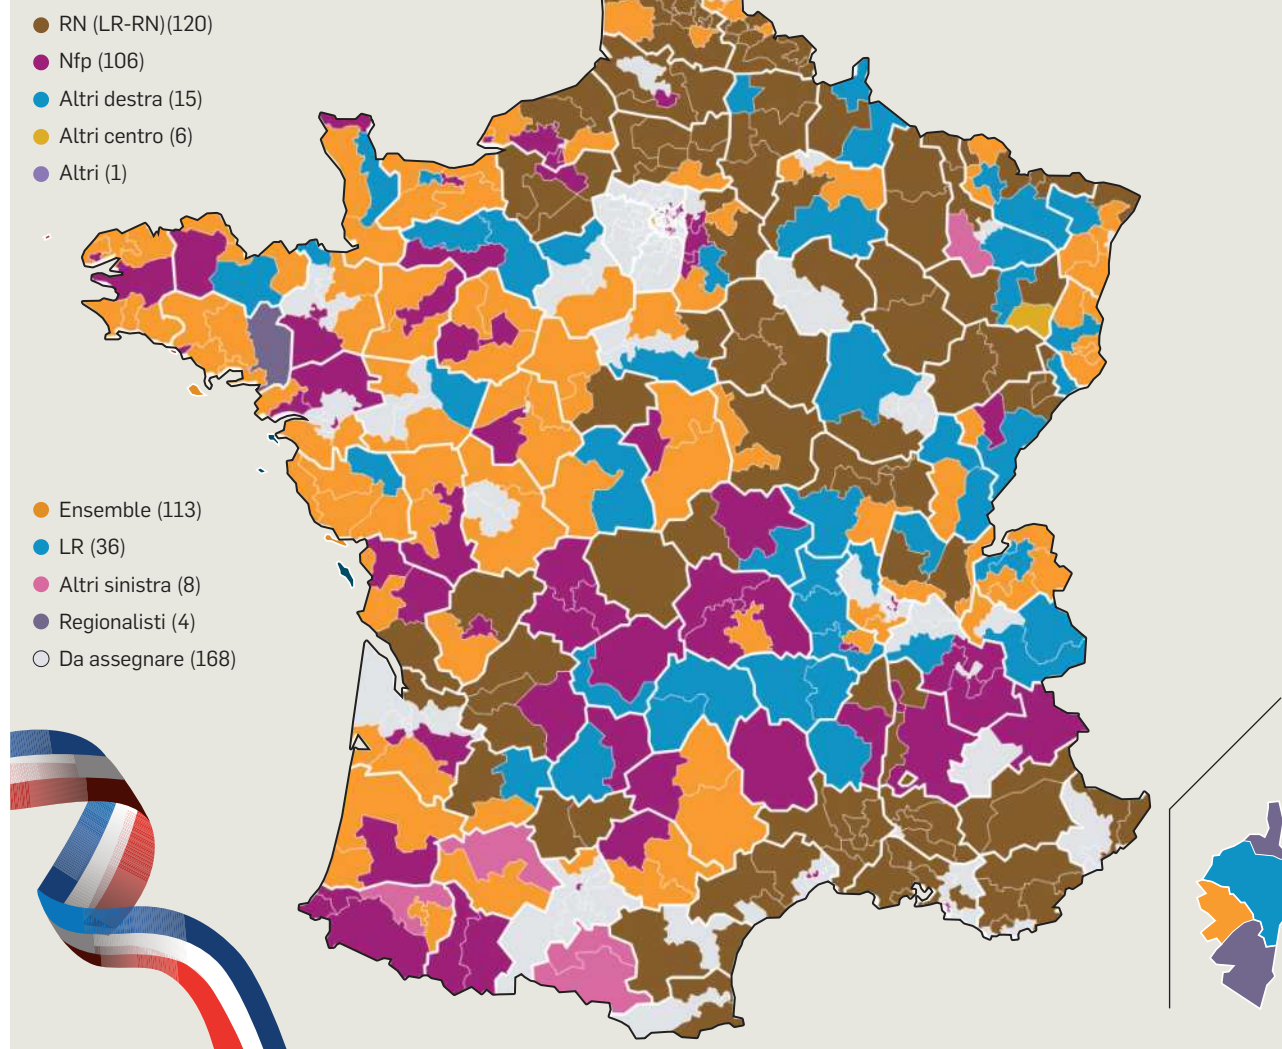 RN (LR-RN)(120)
Nfp (106)
Altri destra (15)
Altri centro (6)
Altri (1)
Ensemble (113)
LR (36)
Altri sinistra (8)
Regionalisti (4)
Da assegnare (168)